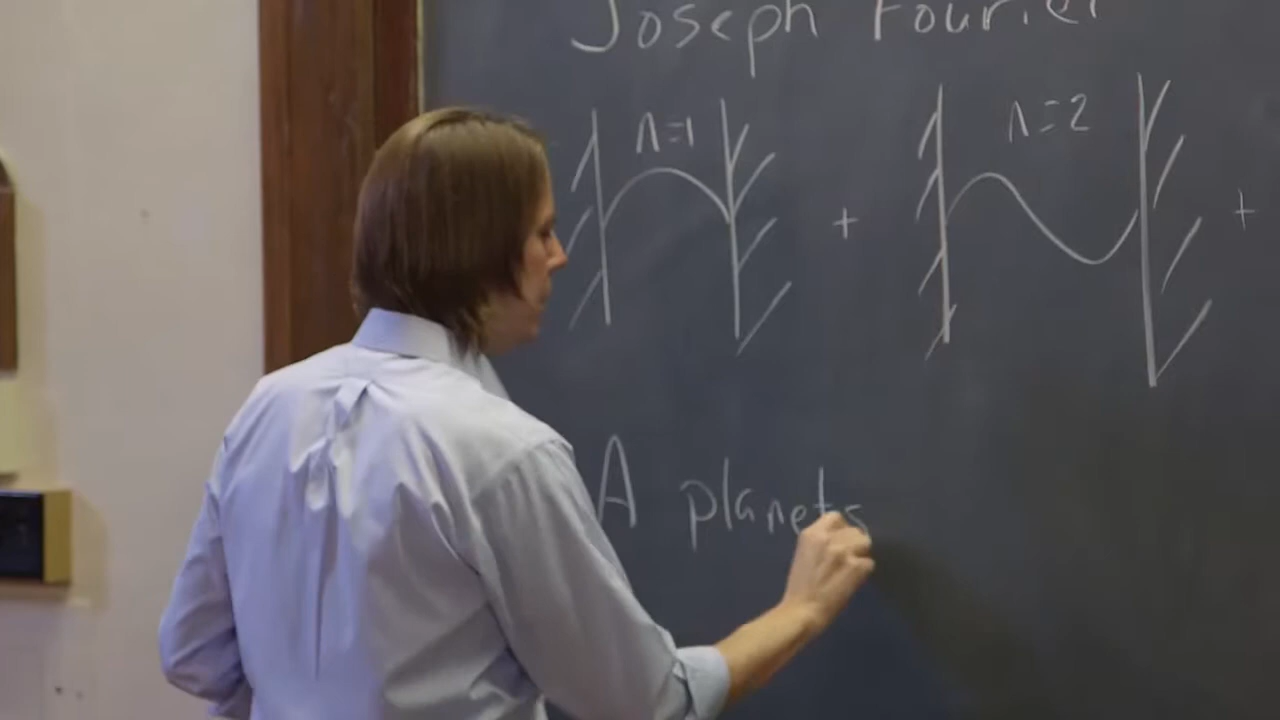 Joseph Fourier
n=1 + n=2 +
A planets